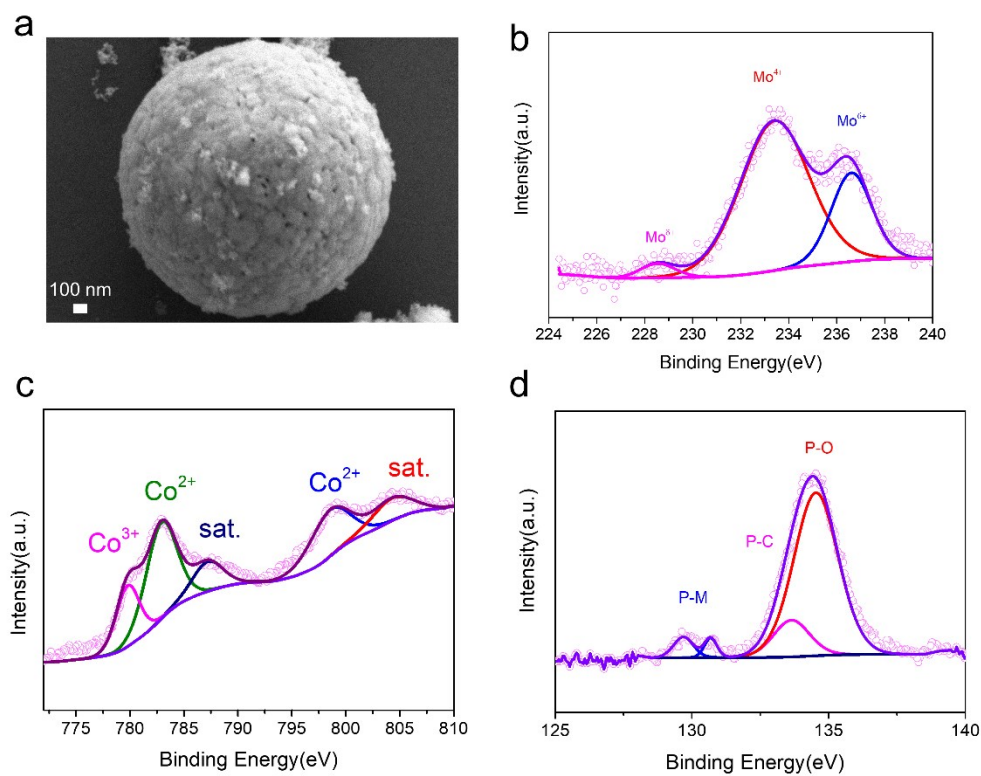 a
100 nm
b
Mo4+
Mo6+
Moδ
Intensity(a.u.)
224 226 228 230 232 234 236 238 240
Binding Energy(eV)
c
Co2+
Co3+
sat.
Co2+
sat.
Intensity(a.u.)
775 780 785 790 795 800 805 810
Binding Energy(eV)
d
P-O
P-C
P-M
Intensity(a.u.)
125 130 135 140
Binding Energy(eV)